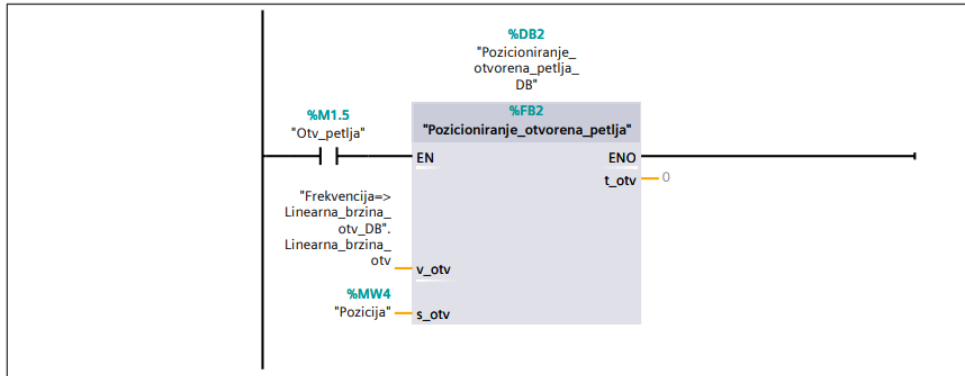 %DB2
"Pozicioniranje_
otvorena_petlja_
DB"
%M1.5
"Otv_petlja"
%FB2
"Pozicioniranje_otvorena_petlja"
EN
ENO
t_otv
0
"Frekvencija=>
Linearna_brzina_
otv_DB".
Linearna_brzina_
otv
v_otv
%MW4
"Pozicija"
s_otv